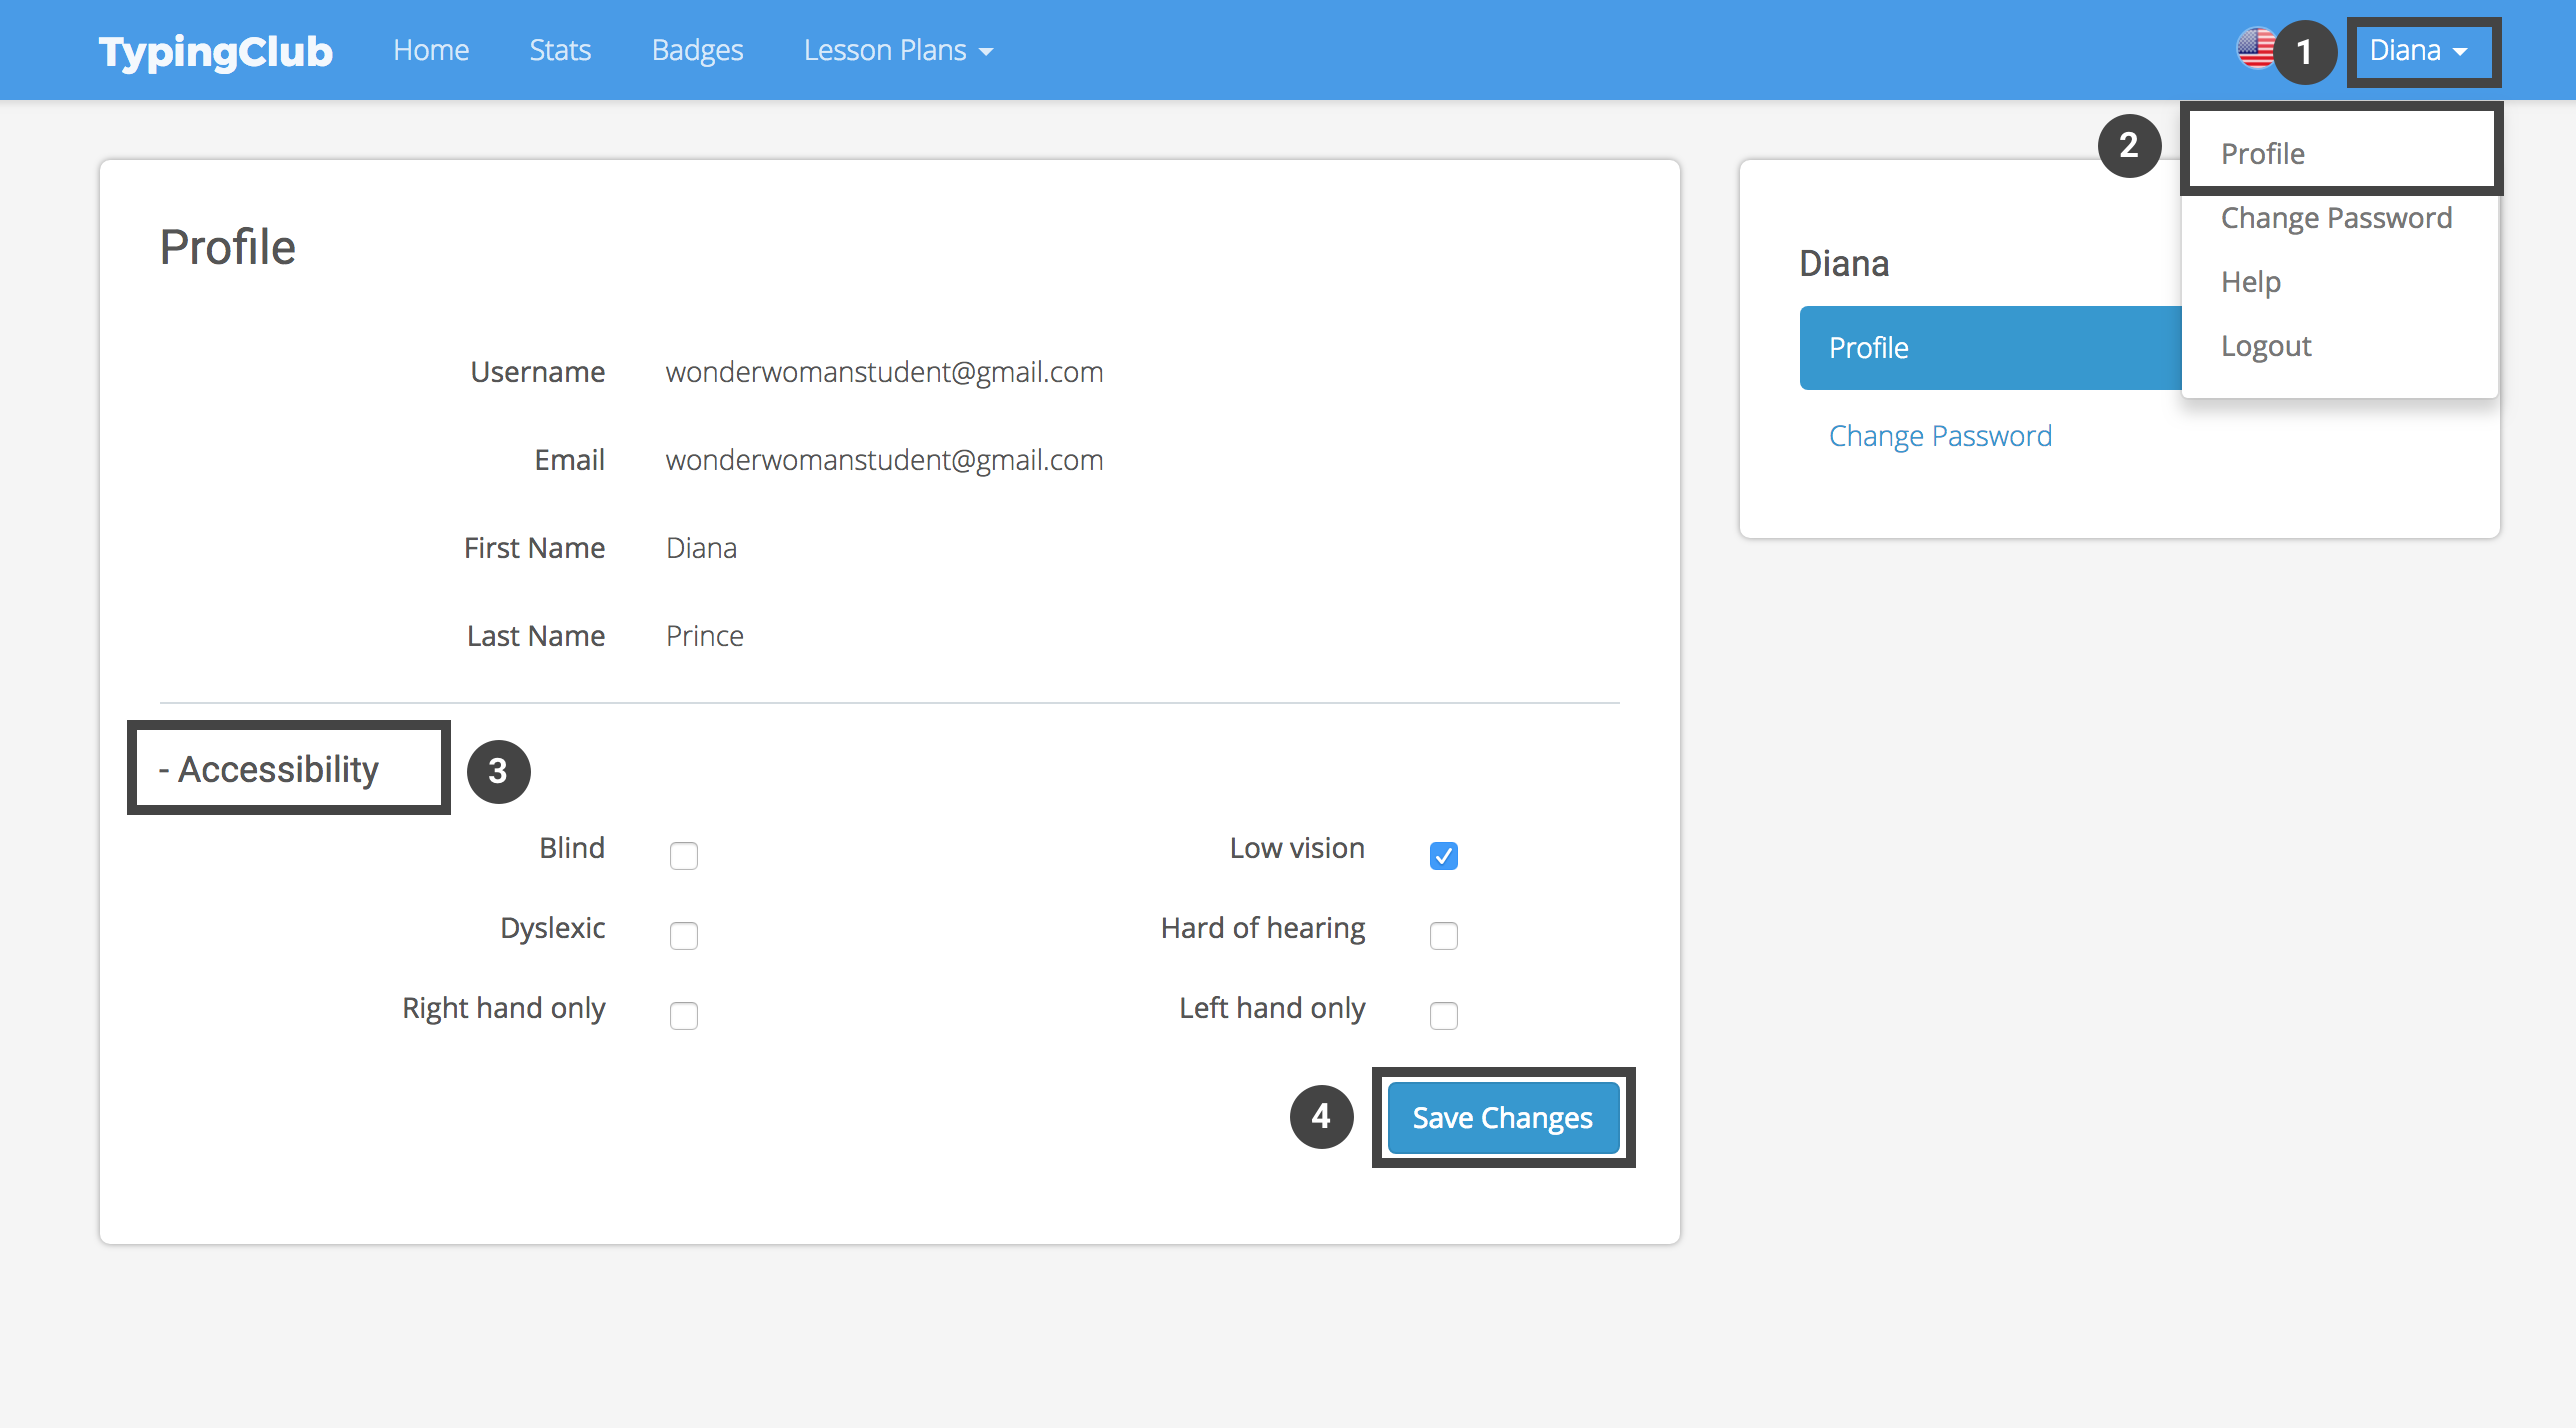 TypingClub Home Stats Badges Lesson Plans 1 Diana
2 Profile
Change Password
Help
Logout
Profile
Username wonderwomanstudent@gmail.com
Email wonderwomanstudent@gmail.com
First Name Diana
Last Name Prince
- Accessibility 3
Blind Low vision
Dyslexic Hard of hearing
Right hand only Left hand only
4 Save Changes
Diana
Profile
Change Password